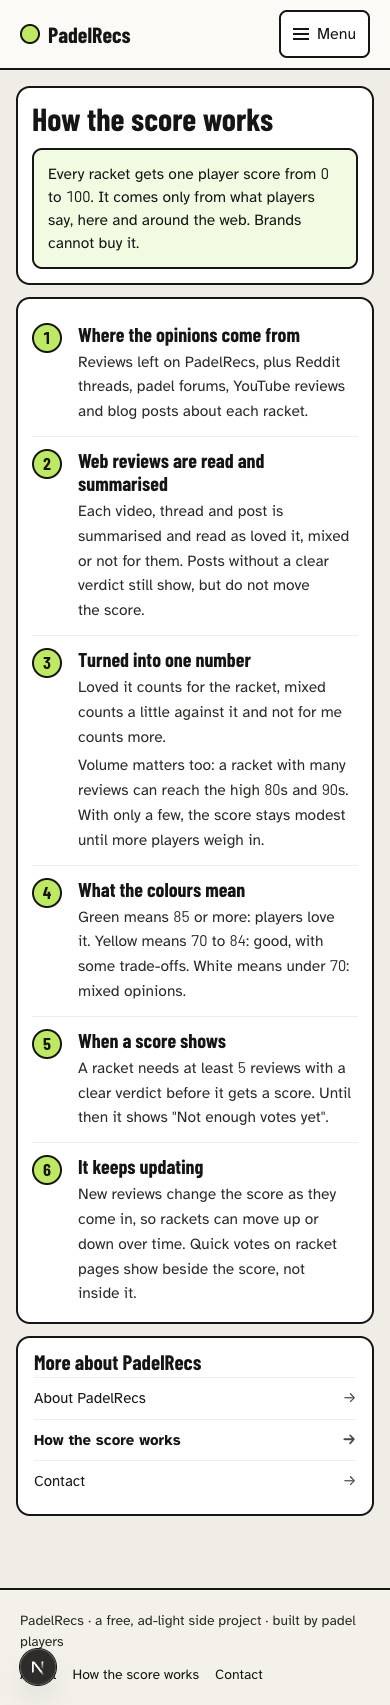 PadelRecs
Menu
How the score works
Every racket gets one player score from 0
to 100. It comes only from what players
say, here and around the web. Brands
cannot buy it.
1
Where the opinions come from
Reviews left on PadelRecs, plus Reddit
threads, padel forums, YouTube reviews
and blog posts about each racket.
2
Web reviews are read and
summarised
Each video, thread and post is
summarised and read as loved it, mixed
or not for them. Posts without a clear
verdict still show, but do not move
the score.
3
Turned into one number
Loved it counts for the racket, mixed
counts a little against it and not for me
counts more.
Volume matters too: a racket with many
reviews can reach the high 80s and 90s.
With only a few, the score stays modest
until more players weigh in.
4
What the colours mean
Green means 85 or more: players love
it. Yellow means 70 to 84: good, with
some trade-offs. White means under 70:
mixed opinions.
5
When a score shows
A racket needs at least 5 reviews with a
clear verdict before it gets a score. Until
then it shows "Not enough votes yet".
6
It keeps updating
New reviews change the score as they
come in, so rackets can move up or
down over time. Quick votes on racket
pages show beside the score, not
inside it.
More about PadelRecs
About PadelRecs →
How the score works →
Contact →
PadelRecs · a free, ad-light side project · built by padel
players
N
How the score works Contact